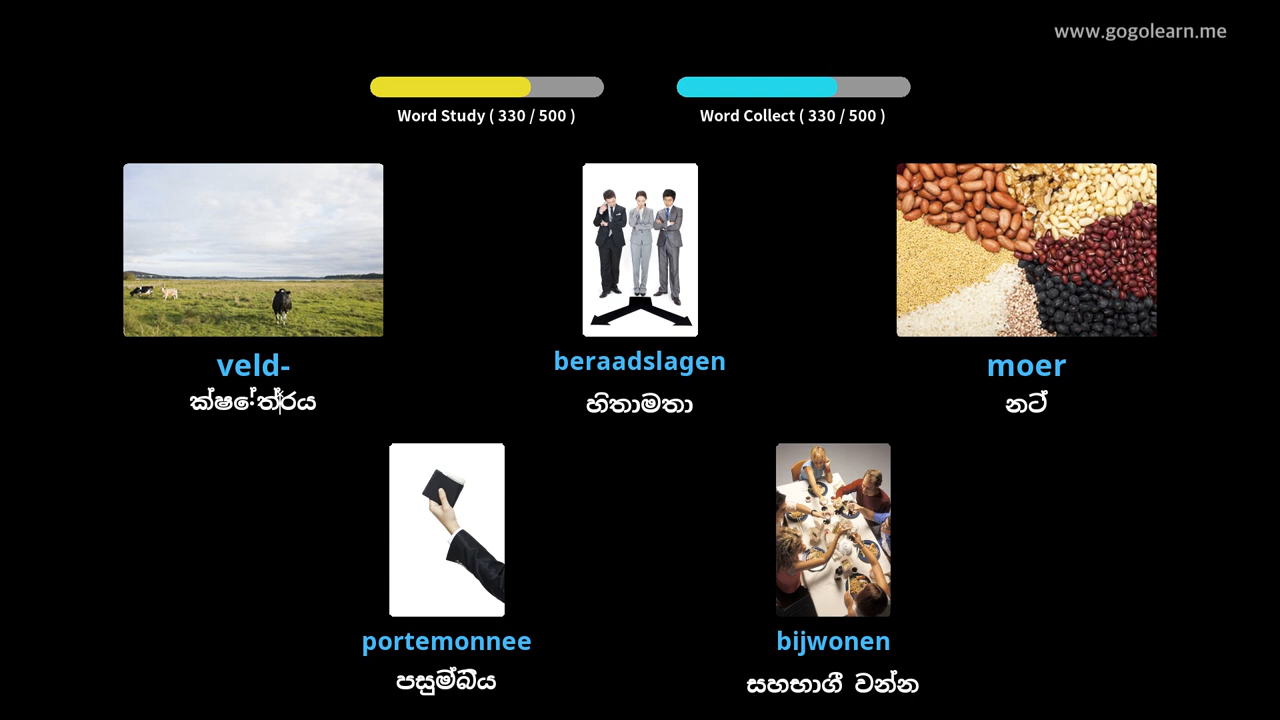 www.gogolearn.me
Word Study ( 330 / 500 )
Word Collect ( 330 / 500 )
veld-
beraadslagen
moer
ක්ෂේත්‍රය
හිතාමතා
නට්
portemonnee
bijwonen
පසුම්බිය
සහභාගී වන්න